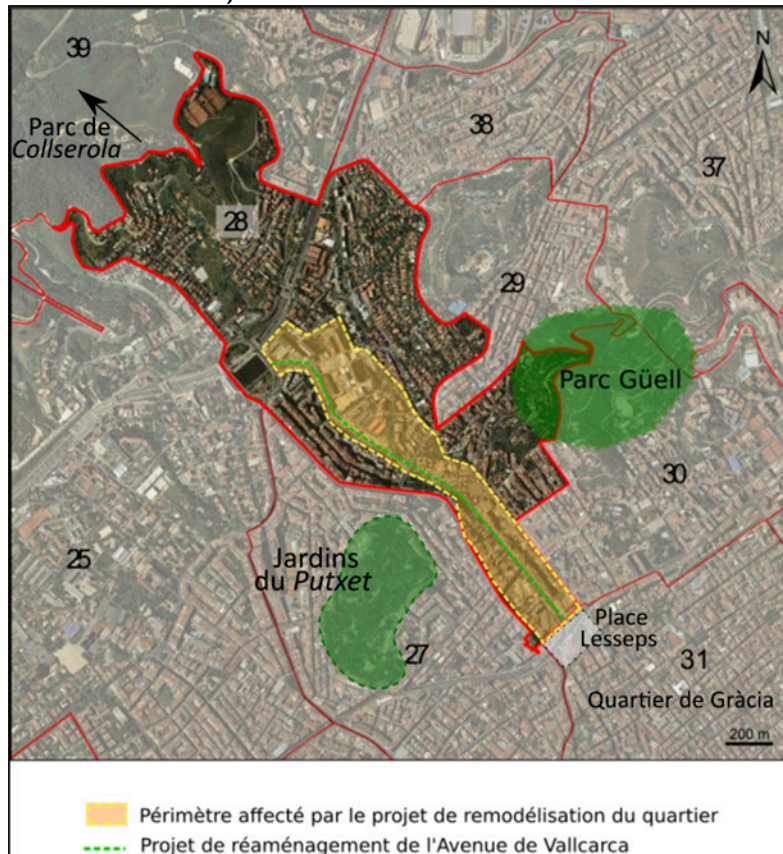 39
N
Parc de
Collserola
38
37
28
29
Parc Güell
30
25
Jardins
du Putxet
27
Place
Lesseps
31
Quartier de Gràcia
200 m
Périmètre affecté par le projet de remodélisation du quartier
Projet de réaménagement de l'Avenue de Vallcarca